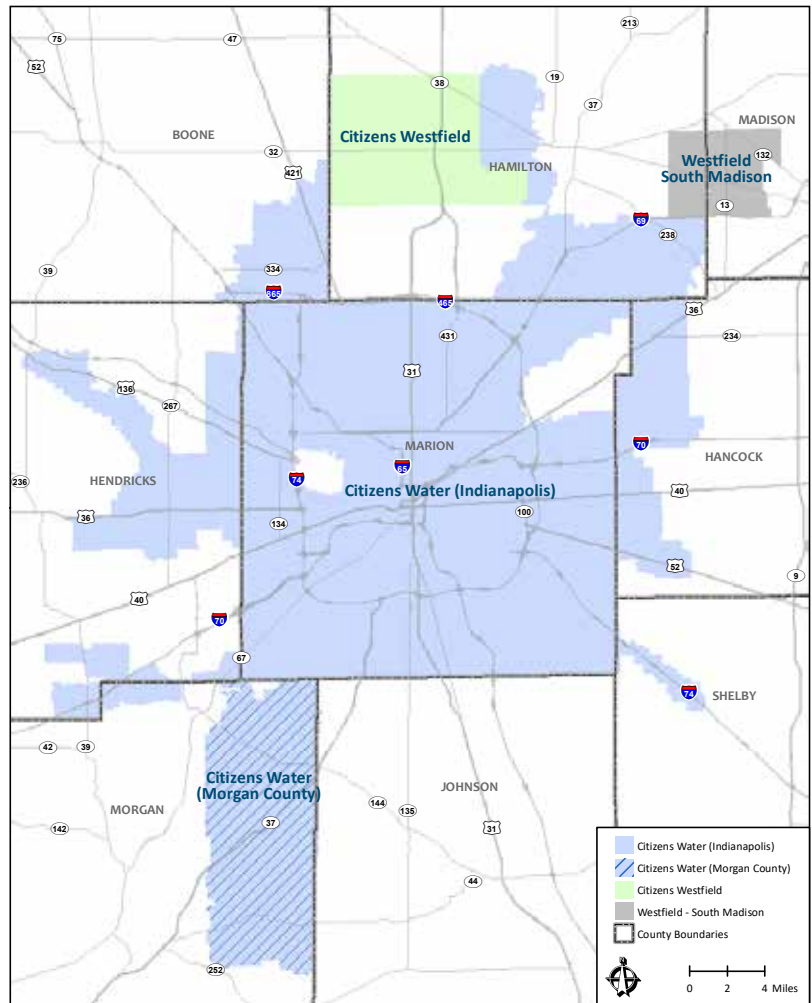 75
47
213
52
38
19
37
MADISON
BOONE
Citizens Westfield
32
132
HAMILTON
Westfield
South Madison
421
13
69
238
39
334
865
465
36
431
234
31
136
267
MARION
70
HANCOCK
65
74
236
HENDRICKS
Citizens Water (Indianapolis)
40
36
134
100
52
9
40
70
67
74
SHELBY
42
39
Citizens Water
(Morgan County)
JOHNSON
MORGAN
144
135
37
142
31
44
252
Citizens Water (Indianapolis)
Citizens Water (Morgan County)
Citizens Westfield
Westfield - South Madison
County Boundaries
0 2 4 Miles